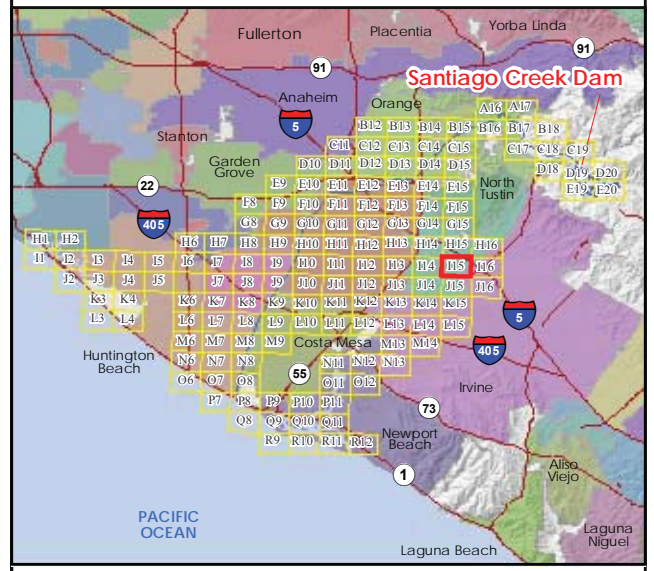 Yorba Linda
Fullerton
Placentia
91
91
Santiago Creek Dam
Anaheim
Orange
A16 A17
5
B12 B13 B14 B15 B16 B17 B18
Stanton
C11 C12 C13 C14 C15 C17 C18 C19
Garden
Grove
D10 D11 D12 D13 D14 D15 D18 D19 D20
22
E9 E10 E11 E12 E13 E14 E15 E19 E20
North
Tustin
F8 F9 F10 F11 F12 F13 F14 F15
405
G8 G9 G10 G11 G12 G13 G14 G15
H1 H2 H6 H7 H8 H9 H10 H11 H12 H13 H14 H15 H16
I1 I2 I3 I4 I5 I6 I7 I8 I9 I10 I11 I12 I13 I14 I15 I16
J2 J3 J4 J5 J7 J8 J9 J10 J11 J12 J13 J14 J15 J16
K3 K4 K6 K7 K8 K9 K10 K11 K12 K13 K14 K15
5
L3 L4 L6 L7 L8 L9 L10 L11 L12 L13 L14 L15
M6 M7 M8 M9 Costa Mesa M13 M14
405
Huntington
Beach
N6 N7 N8 N11 N12 N13
55
O6 O7 O8 O11 O12
Irvine
P7 P8 P9 P10 P11
73
Q8 Q9 Q10 Q11
R9 R10 R11 R12
Newport
Beach
1
Aliso
Viejo
PACIFIC
OCEAN
Laguna
Niguel
Laguna Beach